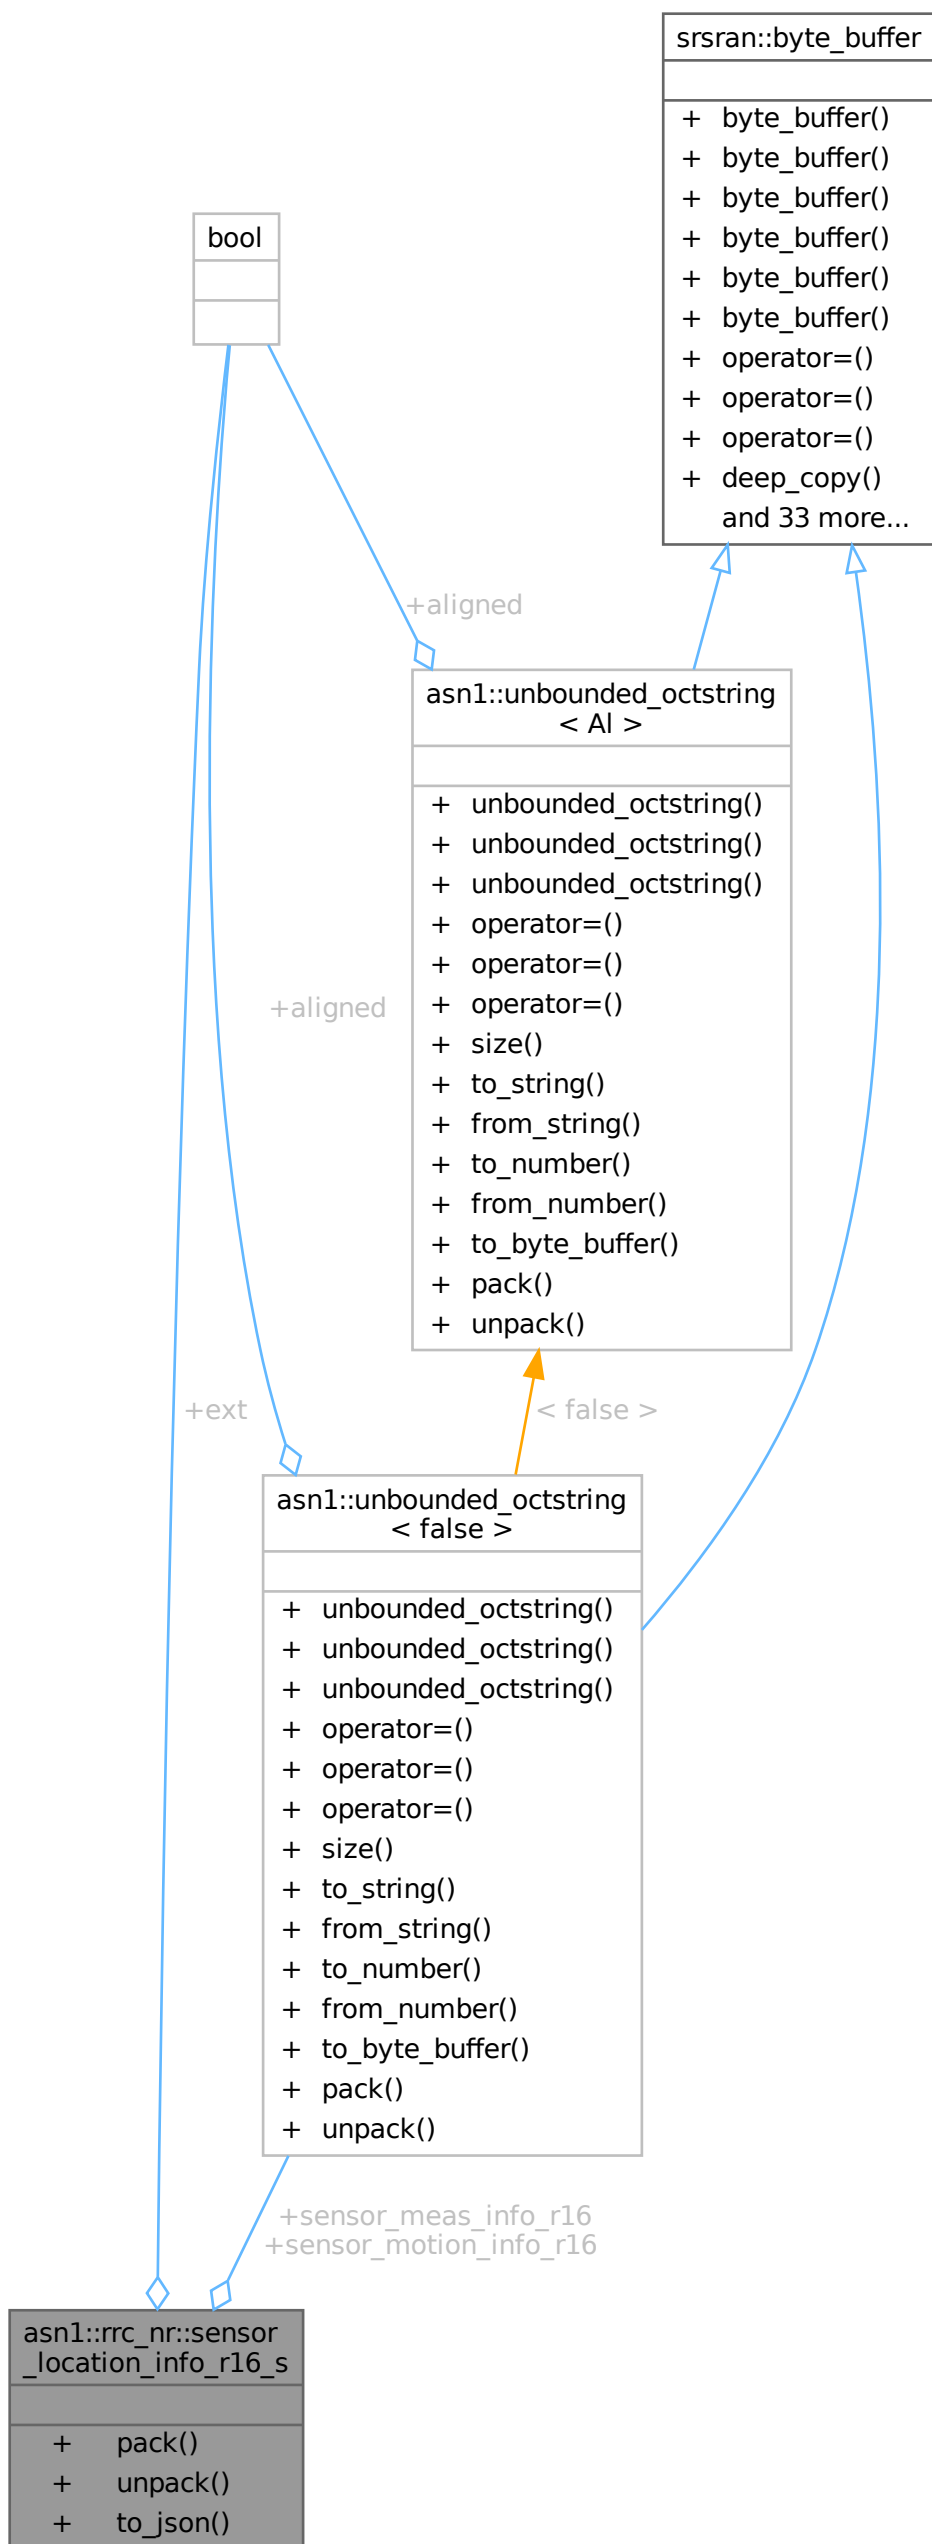 srsran::byte_buffer
+ byte_buffer()
+ byte_buffer()
+ byte_buffer()
+ byte_buffer()
+ byte_buffer()
+ byte_buffer()
+ operator=()
+ operator=()
+ operator=()
+ deep_copy()
and 33 more...
bool
+aligned
asn1::unbounded_octstring
< Al >
+ unbounded_octstring()
+ unbounded_octstring()
+ unbounded_octstring()
+ operator=()
+ operator=()
+ operator=()
+ size()
+ to_string()
+ from_string()
+ to_number()
+ from_number()
+ to_byte_buffer()
+ pack()
+ unpack()
+aligned
+ext
< false >
asn1::unbounded_octstring
< false >
+ unbounded_octstring()
+ unbounded_octstring()
+ unbounded_octstring()
+ operator=()
+ operator=()
+ operator=()
+ size()
+ to_string()
+ from_string()
+ to_number()
+ from_number()
+ to_byte_buffer()
+ pack()
+ unpack()
+sensor_meas_info_r16
+sensor_motion_info_r16
asn1::rrc_nr::sensor
_location_info_r16_s
+ pack()
+ unpack()
+ to_json()